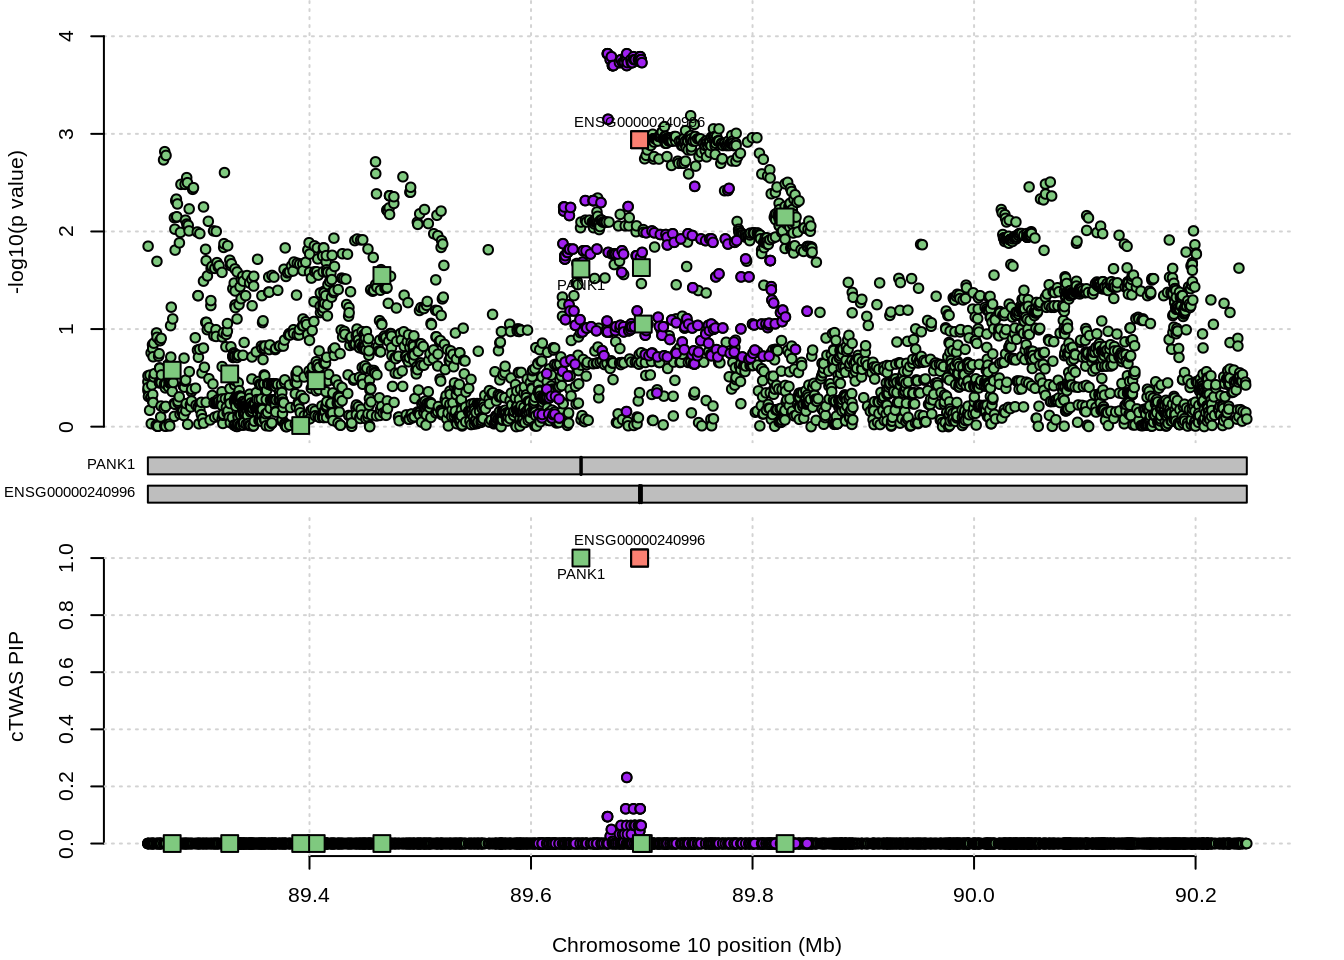 -log10(p value)
4
3
2
1
0
ENSG00000240996
PANK1
PANK1
ENSG00000240996
cTWAS PIP
1.0
0.8
0.6
0.4
0.2
0.0
ENSG00000240996
PANK1
89.4 89.6 89.8 90.0 90.2
Chromosome 10 position (Mb)